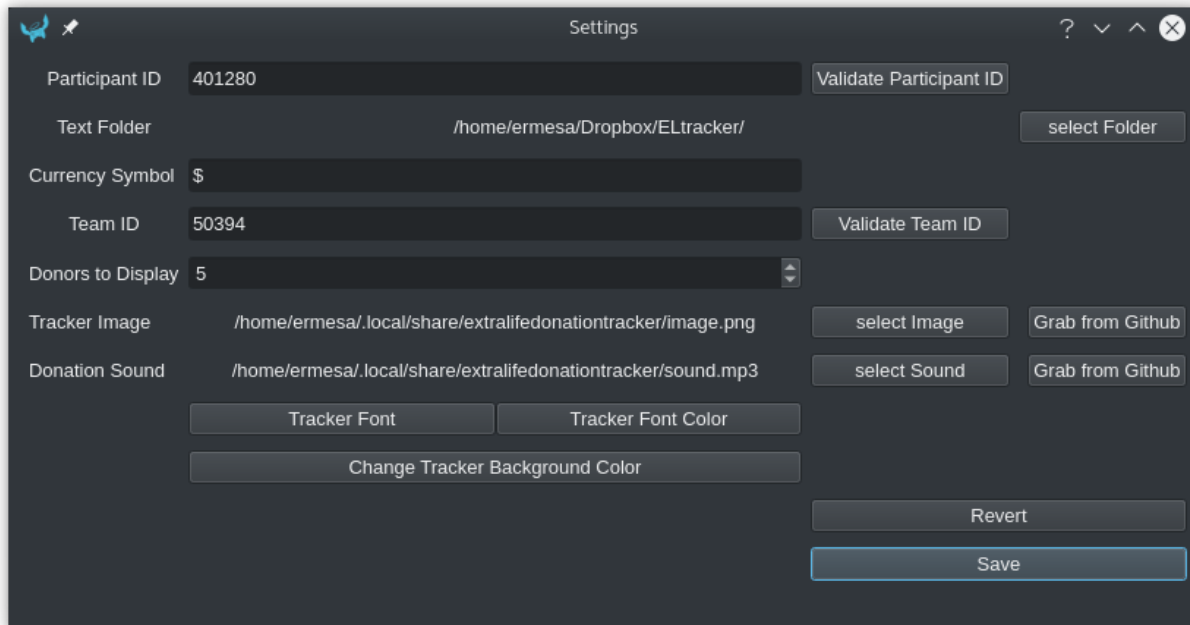 Settings ?
Participant ID 401280 Validate Participant ID
Text Folder /home/ermesa/Dropbox/ELtracker/ select Folder
Currency Symbol $
Team ID 50394 Validate Team ID
Donors to Display 5
Tracker Image /home/ermesa/.local/share/extralifedonationtracker/image.png select Image Grab from Github
Donation Sound /home/ermesa/.local/share/extralifedonationtracker/sound.mp3 select Sound Grab from Github
Tracker Font Tracker Font Color
Change Tracker Background Color
Revert
Save